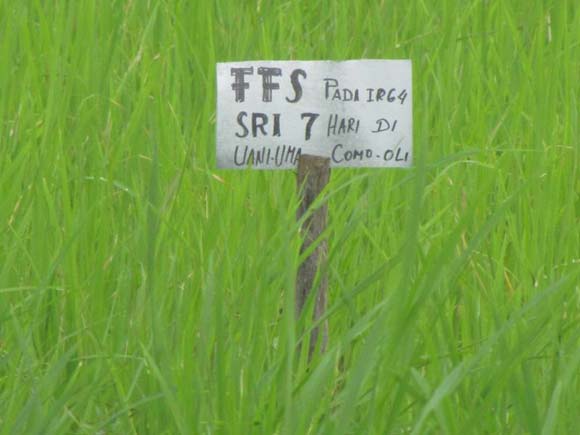 FFS PADI IR64
SRI 7 HARI DI
UANI-UMA COMO-OLI